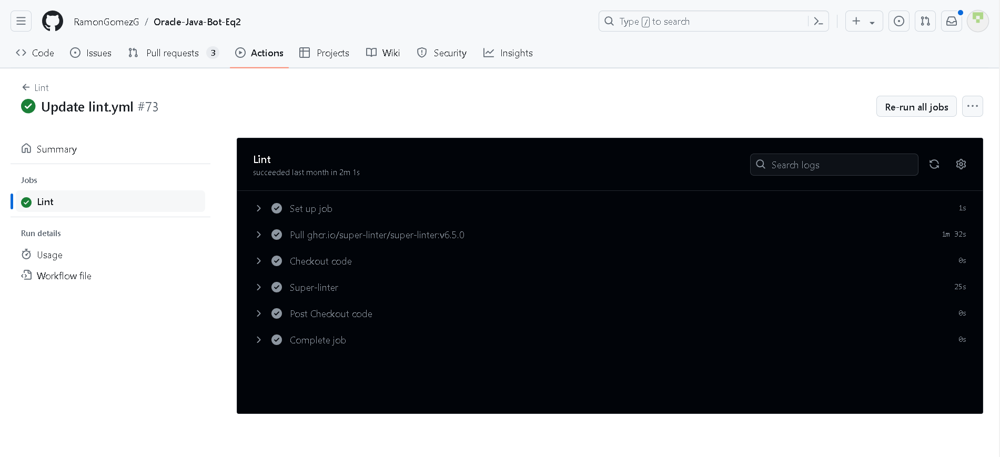 RamonGomezG / Oracle-Java-Bot-Eq2
Type / to search
Code Issues Pull requests 3 Actions Projects Wiki Security Insights
Lint
Update lint.yml #73
Re-run all jobs
Summary
Jobs
Lint
Run details
Usage
Workflow file
Lint
succeeded last month in 2m 1s
Search logs
Set up job 1s
Pull ghcr.io/super-linter/super-linter:v6.5.0 1m 32s
Checkout code 0s
Super-linter 25s
Post Checkout code 0s
Complete job 0s